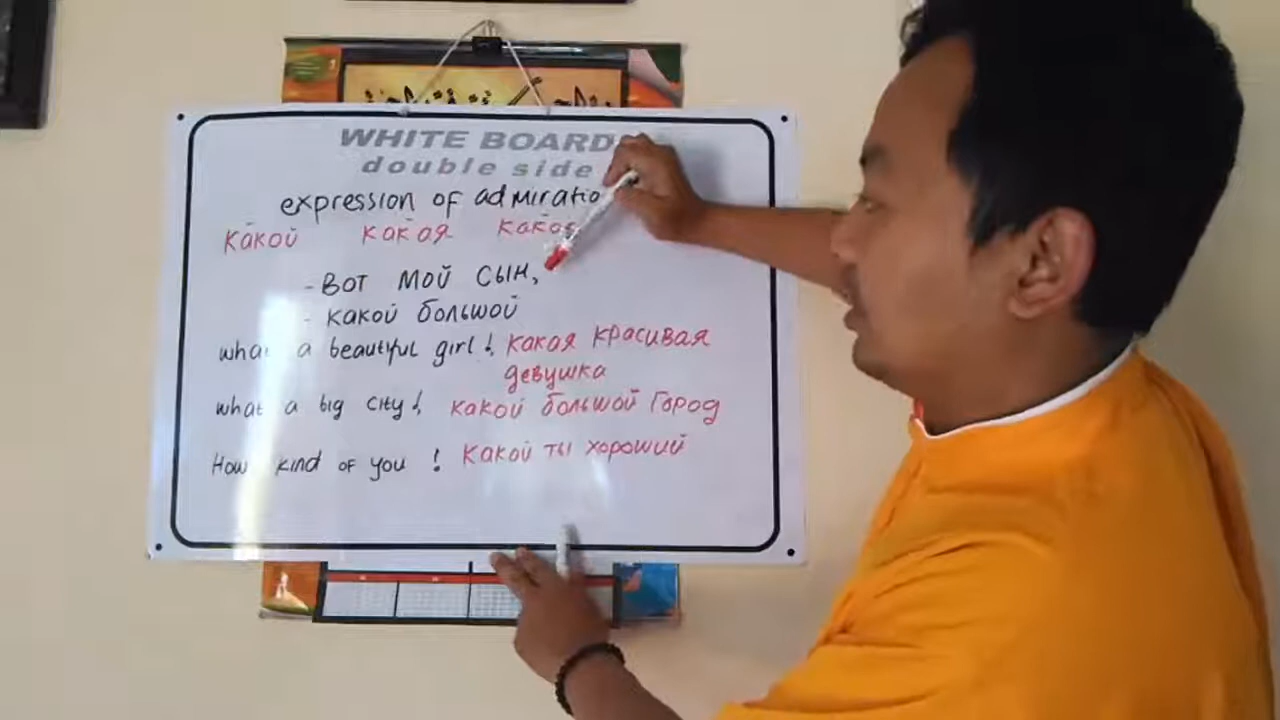 WHITE BOARD
double side
expression of admiratio
какой какая какое
- Вот мой сын,
- какой большой
what a beautiful girl! какая красивая
девушка
what a big city! какой большой город
How kind of you! какой ты хороший